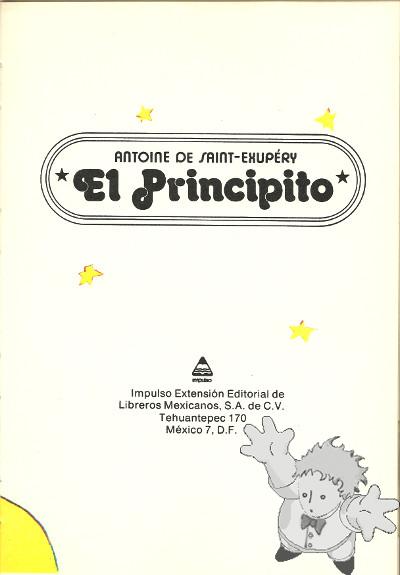 ANTOINE DE SAINT-EXUPÉRY
★ El Principito ★
impulso
Impulso Extensión Editorial de
Libreros Mexicanos, S.A. de C.V.
Tehuantepec 170
México 7, D.F.